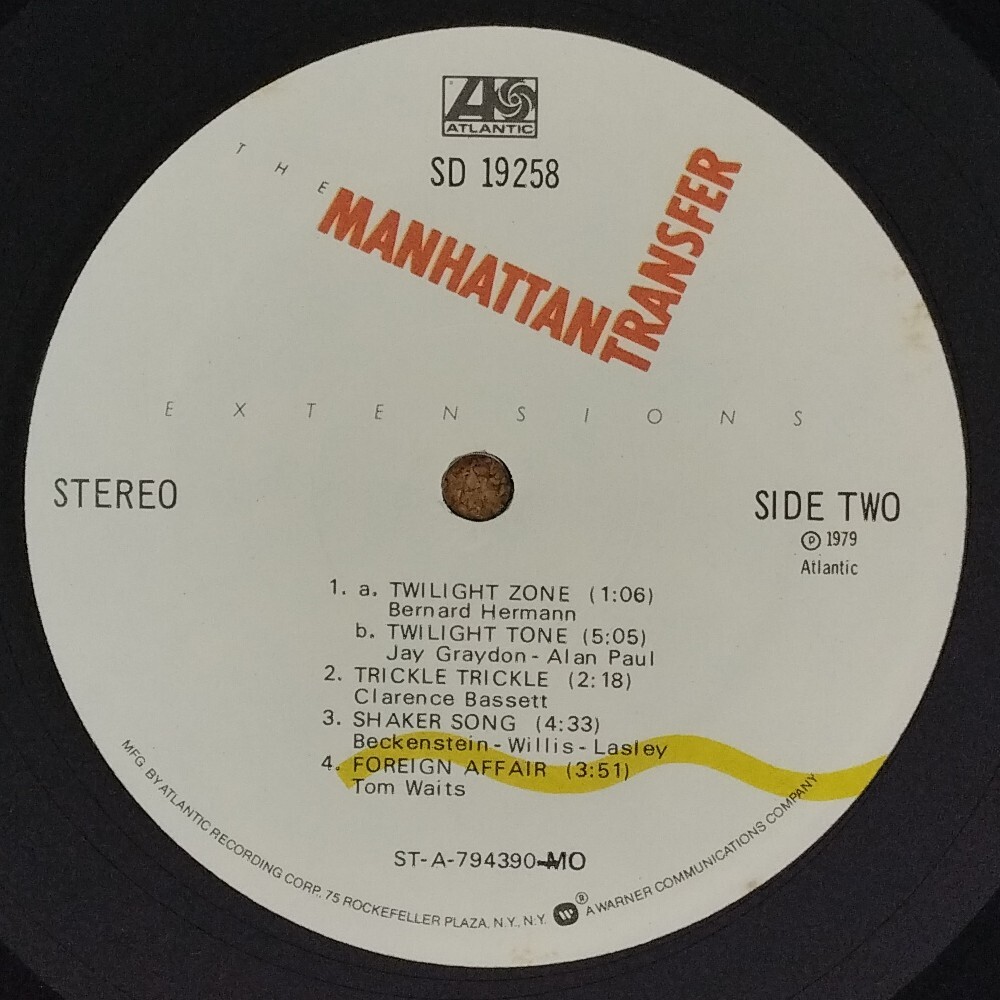 ATLANTIC
SD 19258
THE
MANHATTAN
TRANSFER
EXTENSIONS
STEREO
SIDE TWO
℗ 1979
Atlantic
1. a. TWILIGHT ZONE (1:06)
Bernard Hermann
b. TWILIGHT TONE (5:05)
Jay Graydon - Alan Paul
2. TRICKLE TRICKLE (2:18)
Clarence Bassett
3. SHAKER SONG (4:33)
Beckenstein - Willis - Lasley
4. FOREIGN AFFAIR (3:51)
Tom Waits
ST-A-794390-MO
MFG BY ATLANTIC RECORDING CORP., 75 ROCKEFELLER PLAZA, N.Y., N.Y. ® A WARNER COMMUNICATIONS COMPANY